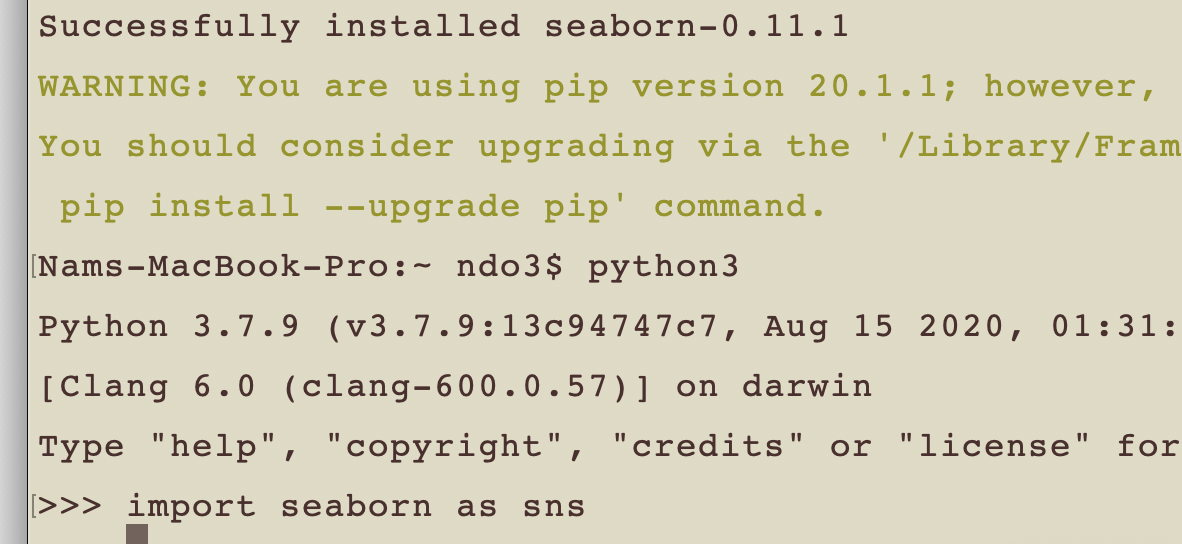 Successfully installed seaborn-0.11.1
WARNING: You are using pip version 20.1.1; however,
You should consider upgrading via the '/Library/Fram
 pip install --upgrade pip' command.
[Nams-MacBook-Pro:~ ndo3$ python3
Python 3.7.9 (v3.7.9:13c94747c7, Aug 15 2020, 01:31:
[Clang 6.0 (clang-600.0.57)] on darwin
Type "help", "copyright", "credits" or "license" for
[>>> import seaborn as sns